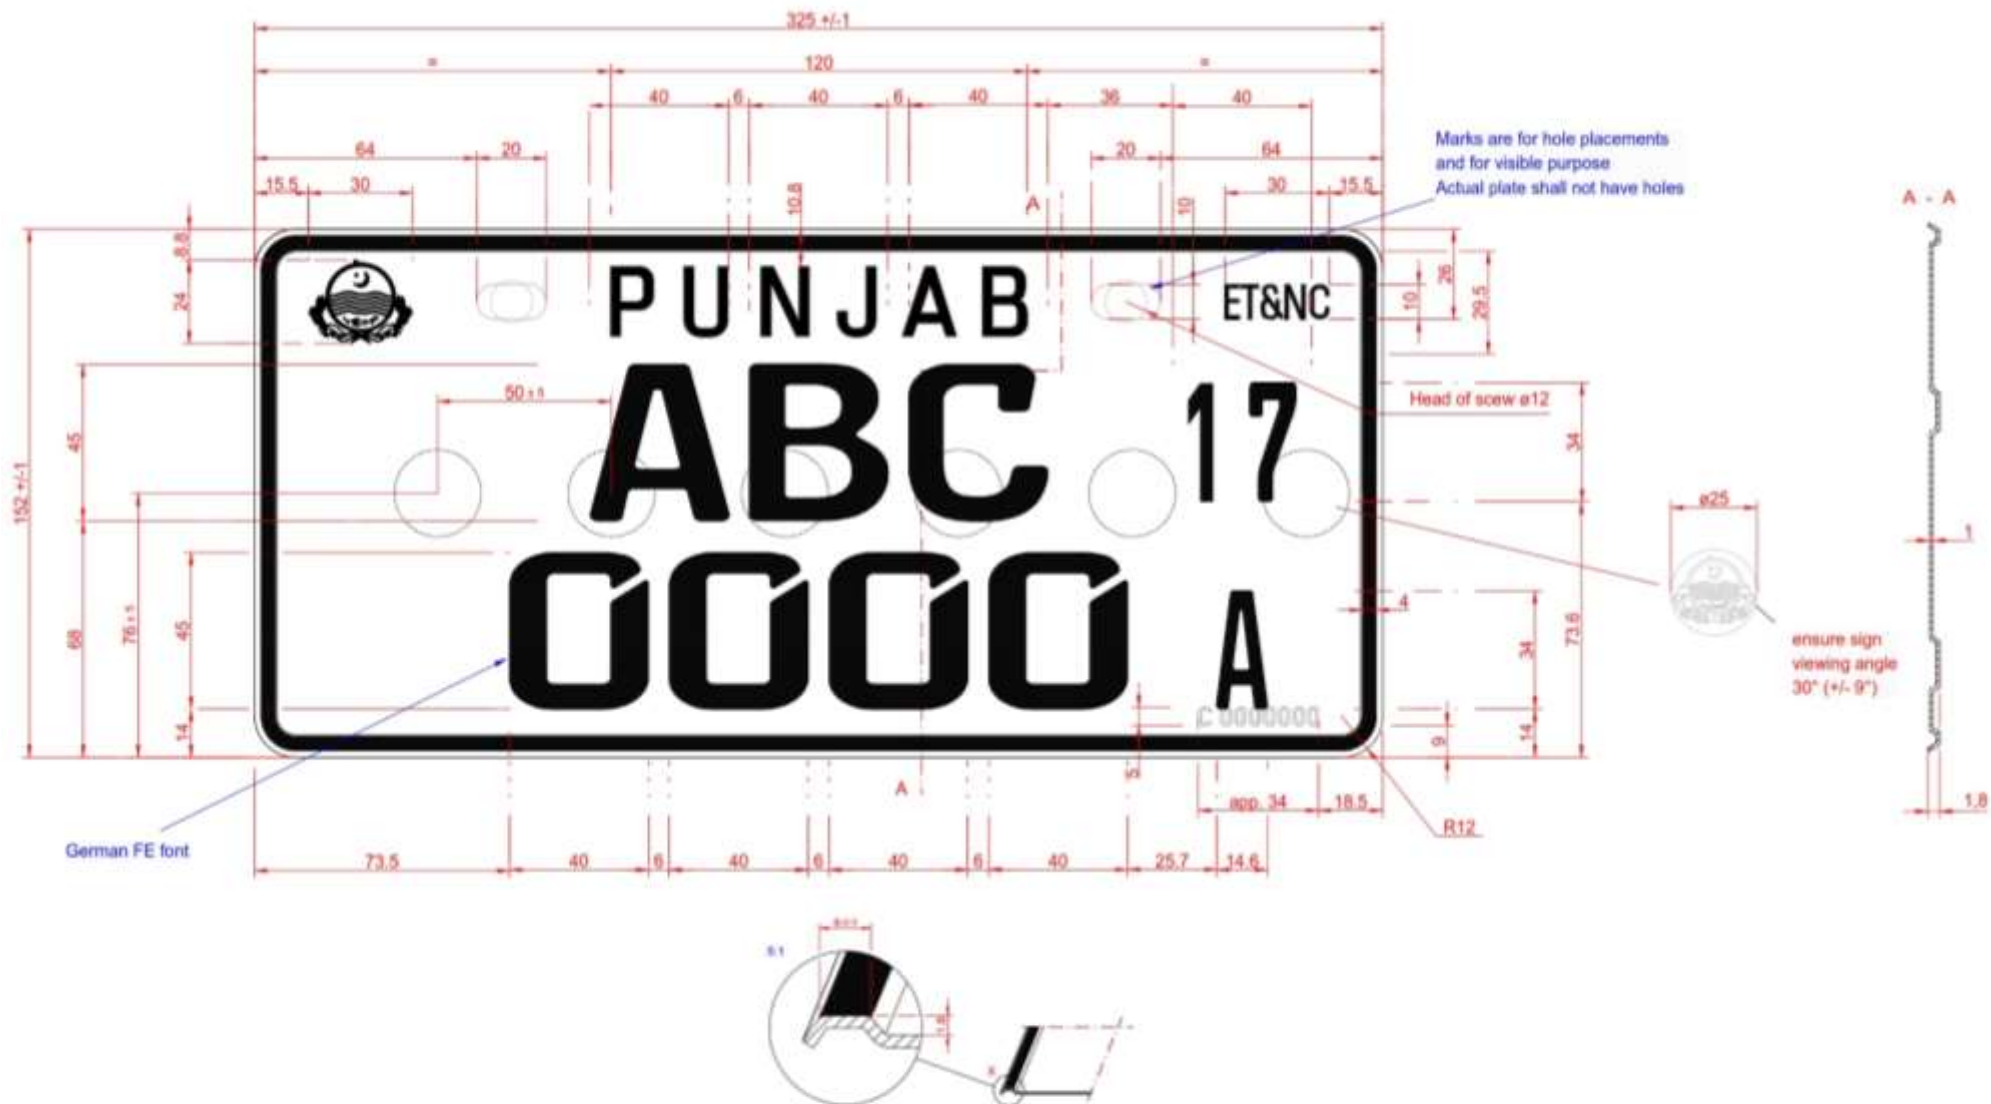 325 +/-1
= 120 =
40 6 40 6 40 36 40
64 20 20 64
15.5 30 30 15.5
Marks are for hole placements
and for visible purpose
Actual plate shall not have holes
10.8 A 10 A - A
8.8
24
26
10
29.5
PUNJAB ET&NC
ABC 17
50 ± 5
Head of scew ø12
45
34
152 +/-1
ø25
1
0000 A
4
68
76 ± 5
45
34
73.6
ensure sign
viewing angle
30° (+/- 9°)
14
C 0000000
9
14
5
A
app. 34 18.5
1,8
R12
German FE font
73.5 40 6 40 6 40 6 40 25.7 14.6
1.8
X